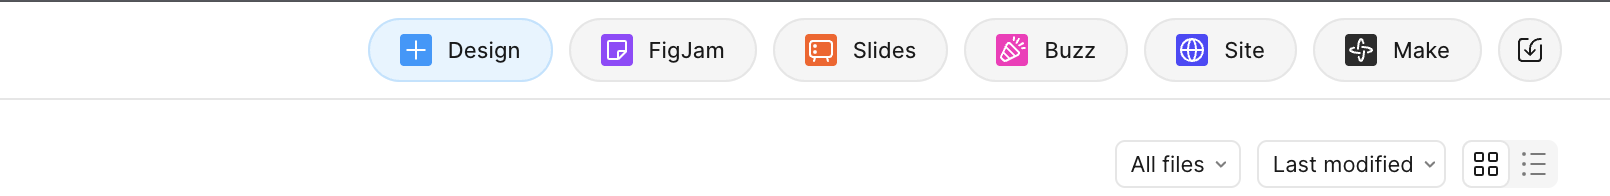 Design FigJam Slides Buzz Site Make
All files Last modified